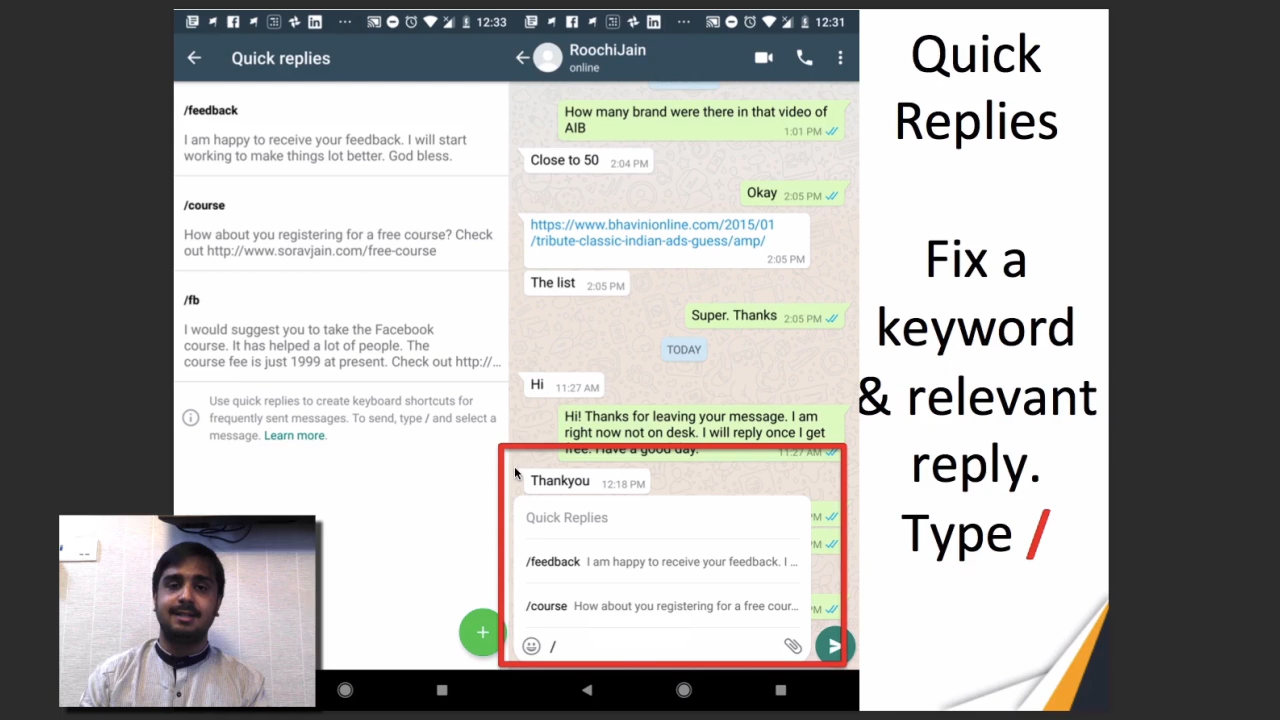 12:33
Quick replies
/feedback
I am happy to receive your feedback. I will start
working to make things lot better. God bless.
/course
How about you registering for a free course? Check
out http://www.soravjain.com/free-course
/fb
I would suggest you to take the Facebook
course. It has helped a lot of people. The
course fee is just 1999 at present. Check out http://...
Use quick replies to create keyboard shortcuts for
frequently sent messages. To send, type / and select a
message. Learn more.
+
12:31
RoochiJain
online
How many brand were there in that video of
AIB
1:01 PM
Close to 50 2:04 PM
Okay 2:05 PM
https://www.bhavinionline.com/2015/01
/tribute-classic-indian-ads-guess/amp/
2:05 PM
The list 2:05 PM
Super. Thanks 2:05 PM
TODAY
Hi 11:27 AM
Hi! Thanks for leaving your message. I am
right now not on desk. I will reply once I get
free. Have a good day. 11:27 AM
Thankyou 12:18 PM
Quick Replies
PM
PM
/feedback I am happy to receive your feedback. I ...
/course How about you registering for a free cour...
PM
/
Quick
Replies
Fix a
keyword
& relevant
reply.
Type /